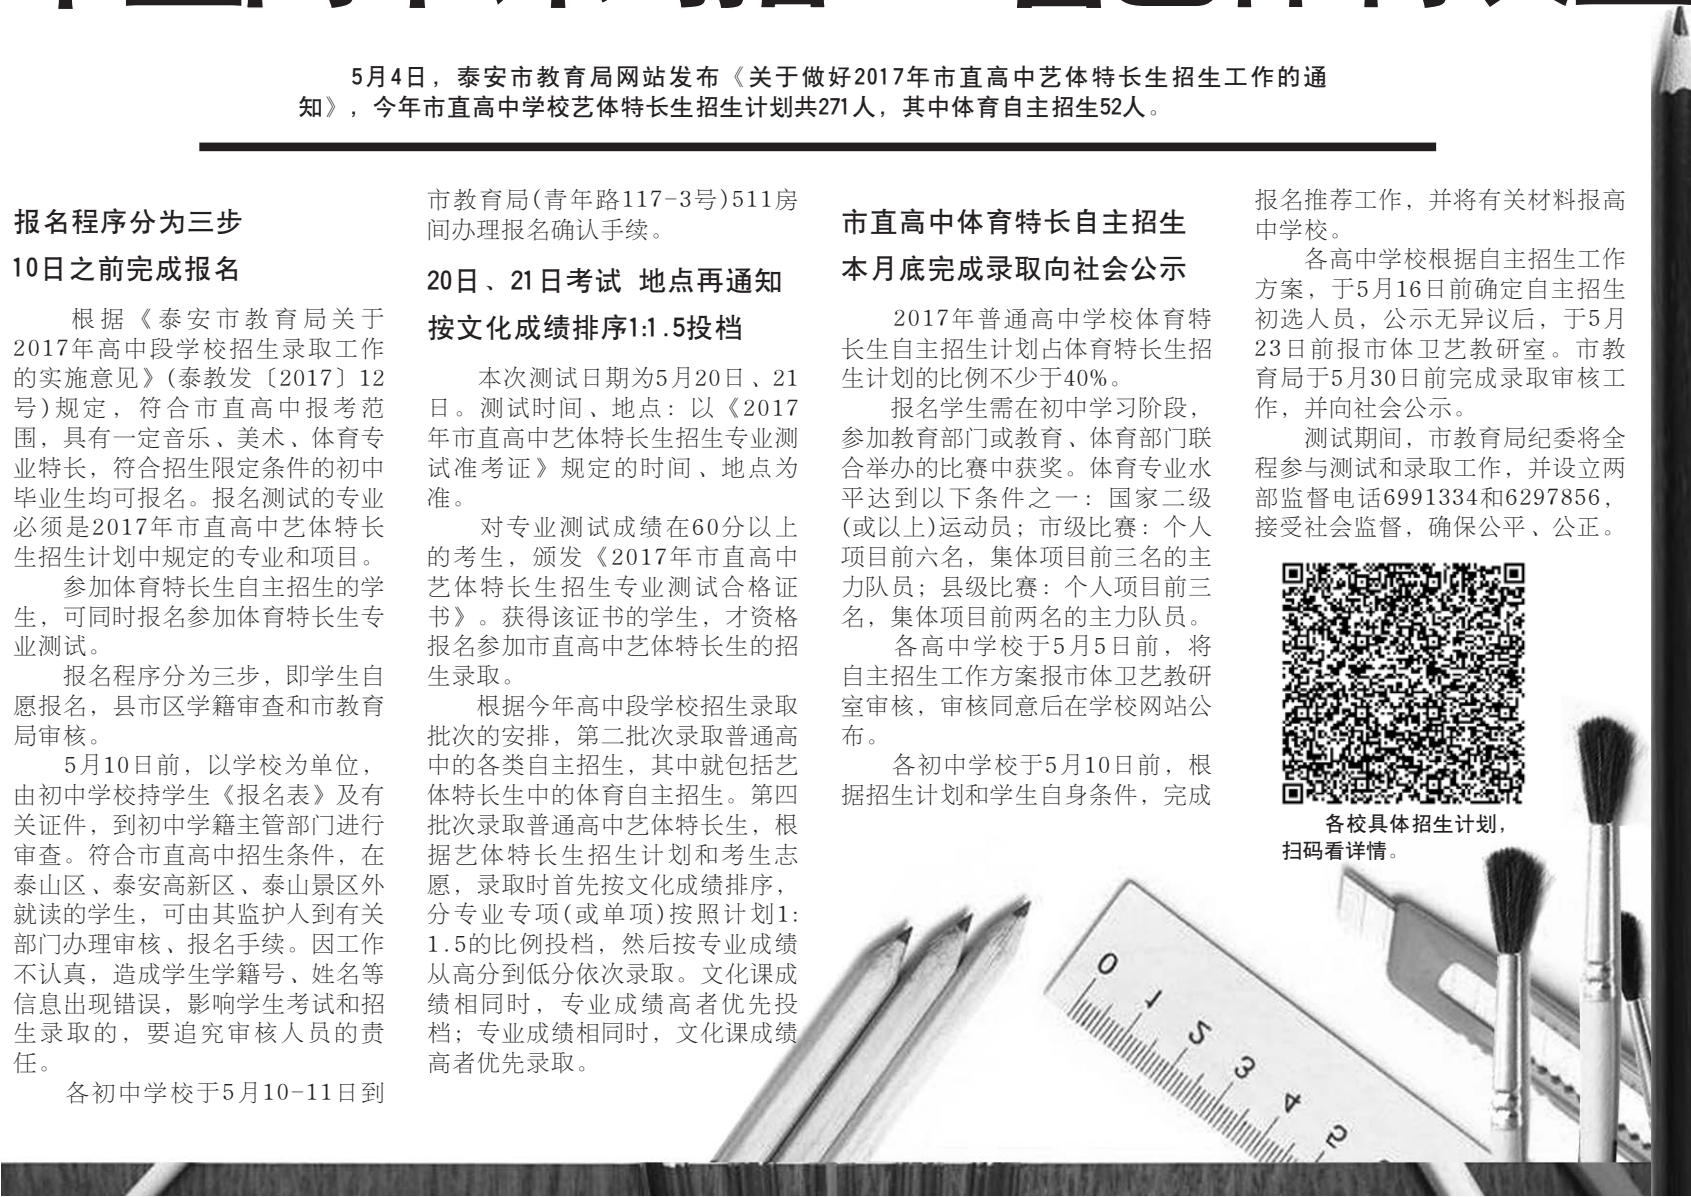 5月4日，泰安市教育局网站发布《关于做好2017年市直高中艺体特长生招生工作的通
知》，今年市直高中学校艺体特长生招生计划共271人，其中体育自主招生52人。
报名程序分为三步
10日之前完成报名
根据《泰安市教育局关于
2017年高中段学校招生录取工作
的实施意见》(泰教发〔2017〕12
号)规定，符合市直高中报考范
围，具有一定音乐、美术、体育专
业特长，符合招生限定条件的初中
毕业生均可报名。报名测试的专业
必须是2017年市直高中艺体特长
生招生计划中规定的专业和项目。
参加体育特长生自主招生的学
生，可同时报名参加体育特长生专
业测试。
报名程序分为三步，即学生自
愿报名，县市区学籍审查和市教育
局审核。
5月10日前，以学校为单位，
由初中学校持学生《报名表》及有
关证件，到初中学籍主管部门进行
审查。符合市直高中招生条件，在
泰山区、泰安高新区、泰山景区外
就读的学生，可由其监护人到有关
部门办理审核、报名手续。因工作
不认真，造成学生学籍号、姓名等
信息出现错误，影响学生考试和招
生录取的，要追究审核人员的责
任。
各初中学校于5月10-11日到
市教育局(青年路117-3号)511房
间办理报名确认手续。
20日、21日考试 地点再通知
按文化成绩排序1:1.5投档
本次测试日期为5月20日、21
日。测试时间、地点：以《2017
年市直高中艺体特长生招生专业测
试准考证》规定的时间、地点为
准。
对专业测试成绩在60分以上
的考生，颁发《2017年市直高中
艺体特长生招生专业测试合格证
书》。获得该证书的学生，才资格
报名参加市直高中艺体特长生的招
生录取。
根据今年高中段学校招生录取
批次的安排，第二批次录取普通高
中的各类自主招生，其中就包括艺
体特长生中的体育自主招生。第四
批次录取普通高中艺体特长生，根
据艺体特长生招生计划和考生志
愿，录取时首先按文化成绩排序，
分专业专项(或单项)按照计划1:
1.5的比例投档，然后按专业成绩
从高分到低分依次录取。文化课成
绩相同时，专业成绩高者优先投
档；专业成绩相同时，文化课成绩
高者优先录取。
市直高中体育特长自主招生
本月底完成录取向社会公示
2017年普通高中学校体育特
长生自主招生计划占体育特长生招
生计划的比例不少于40%。
报名学生需在初中学习阶段，
参加教育部门或教育、体育部门联
合举办的比赛中获奖。体育专业水
平达到以下条件之一：国家二级
(或以上)运动员；市级比赛：个人
项目前六名，集体项目前三名的主
力队员；县级比赛：个人项目前三
名，集体项目前两名的主力队员。
各高中学校于5月5日前，将
自主招生工作方案报市体卫艺教研
室审核，审核同意后在学校网站公
布。
各初中学校于5月10日前，根
据招生计划和学生自身条件，完成
报名推荐工作，并将有关材料报高
中学校。
各高中学校根据自主招生工作
方案，于5月16日前确定自主招生
初选人员，公示无异议后，于5月
23日前报市体卫艺教研室。市教
育局于5月30日前完成录取审核工
作，并向社会公示。
测试期间，市教育局纪委将全
程参与测试和录取工作，并设立两
部监督电话6991334和6297856，
接受社会监督，确保公平、公正。
各校具体招生计划，
扫码看详情。
0 1 5 3 4 2